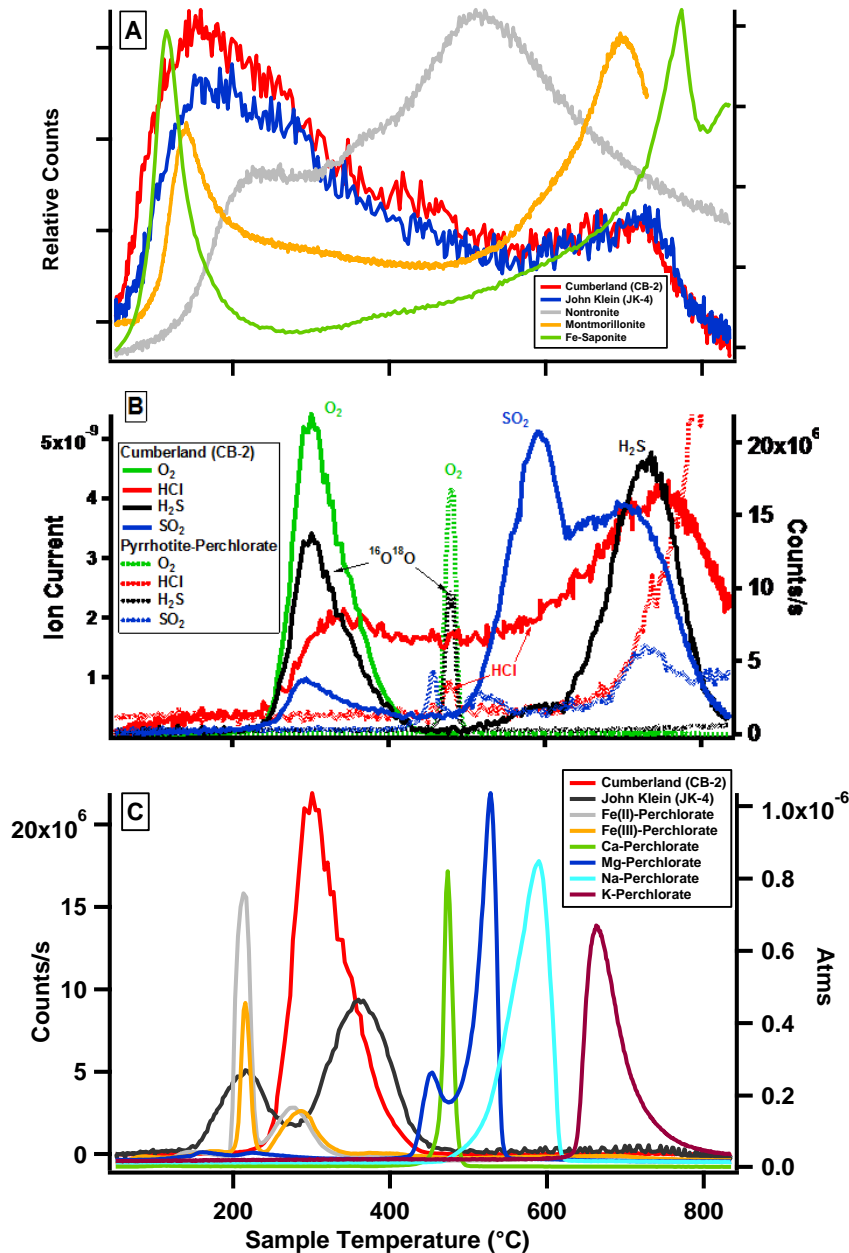 A
Relative Counts
Cumberland (CB-2)
John Klein (JK-4)
Nontronite
Montmorillonite
Fe-Saponite
B
O2
SO2
H2S
O2
16O18O
HCl
5x10-9
4
3
2
1
Ion Current
20x106
15
10
5
0
Counts/s
Cumberland (CB-2)
O2
HCl
H2S
SO2
Pyrrhotite-Perchlorate
O2
HCl
H2S
SO2
C
20x106
15
10
5
0
Counts/s
1.0x10-6
0.8
0.6
0.4
0.2
0.0
Atms
Cumberland (CB-2)
John Klein (JK-4)
Fe(II)-Perchlorate
Fe(III)-Perchlorate
Ca-Perchlorate
Mg-Perchlorate
Na-Perchlorate
K-Perchlorate
200 400 600 800
Sample Temperature (°C)